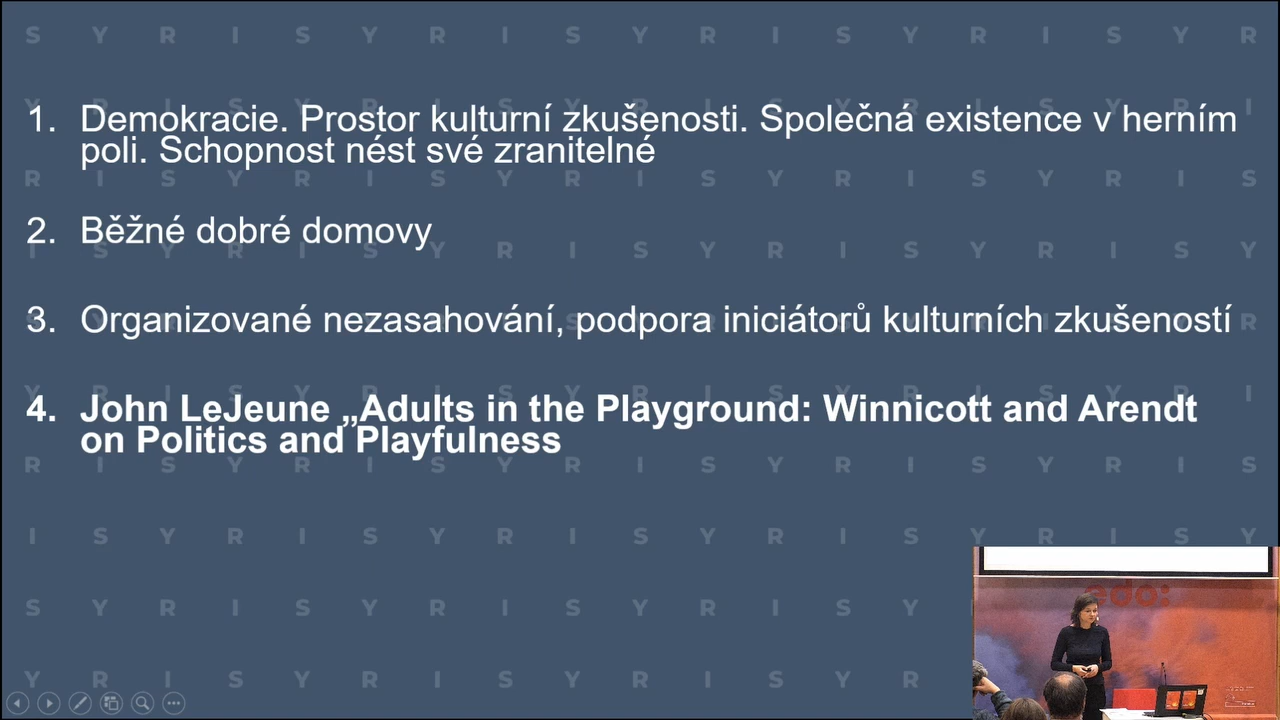 S Y R I S Y R I S Y R I S Y R I S Y R
1. Demokracie. Prostor kulturní zkušenosti. Společná existence v herním
poli. Schopnost nést své zranitelné
R I S Y R I S Y R I S Y R I S Y R I S
2. Běžné dobré domovy
I S Y R I S Y R I S Y R I S Y R I S Y
3. Organizované nezasahování, podpora iniciátorů kulturních zkušeností
4. John LeJeune „Adults in the Playground: Winnicott and Arendt
on Politics and Playfulness
R I S Y R I S Y R I S Y R I S Y R I S
I S Y R I S Y R I S Y R I S Y R I S Y
edo:
S Y R I S Y R I S Y R I S Y
Y R I S Y R I S Y R I S Y R